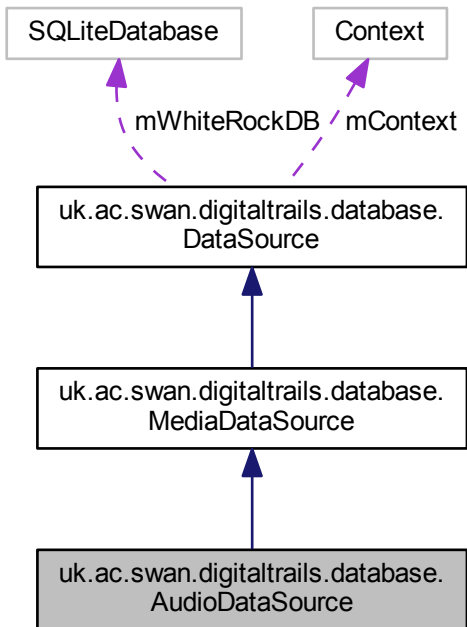 SQLiteDatabase
Context
mWhiteRockDB
mContext
uk.ac.swan.digitaltrails.database.
DataSource
uk.ac.swan.digitaltrails.database.
MediaDataSource
uk.ac.swan.digitaltrails.database.
AudioDataSource